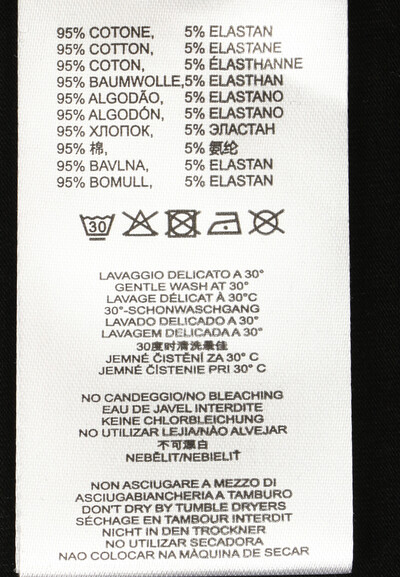 95% COTONE, 5% ELASTAN
95% COTTON, 5% ELASTANE
95% COTON, 5% ÉLASTHANNE
95% BAUMWOLLE, 5% ELASTHAN
95% ALGODÃO, 5% ELASTANO
95% ALGODÓN, 5% ELASTANO
95% ХЛОПОК, 5% ЭЛАСТАН
95% 棉, 5% 氨纶
95% BAVLNA, 5% ELASTAN
95% BOMULL, 5% ELASTAN
30
LAVAGGIO DELICATO A 30°
GENTLE WASH AT 30°
LAVAGE DÉLICAT À 30°C
30°-SCHONWASCHGANG
LAVADO DELICADO A 30°
LAVAGEM DELICADA A 30°
30度时清洗最佳
JEMNÉ ČISTĚNÍ ZA 30° C
JEMNÉ ČÍSTENIE PRI 30° C
NO CANDEGGIO/NO BLEACHING
EAU DE JAVEL INTERDITE
KEINE CHLORBLEICHUNG
NO UTILIZAR LEJIA/NÀO ALVEJAR
不可漂白
NEBĚLIT/NEBIELIŤ
NON ASCIUGARE A MEZZO DI
ASCIUGABIANCHERIA A TAMBURO
DON'T DRY BY TUMBLE DRYERS
SÉCHAGE EN TAMBOUR INTERDIT
NICHT IN DEN TROCKNER
NO UTILIZAR SECADORA
NAO COLOCAR NA MÀQUINA DE SECAR